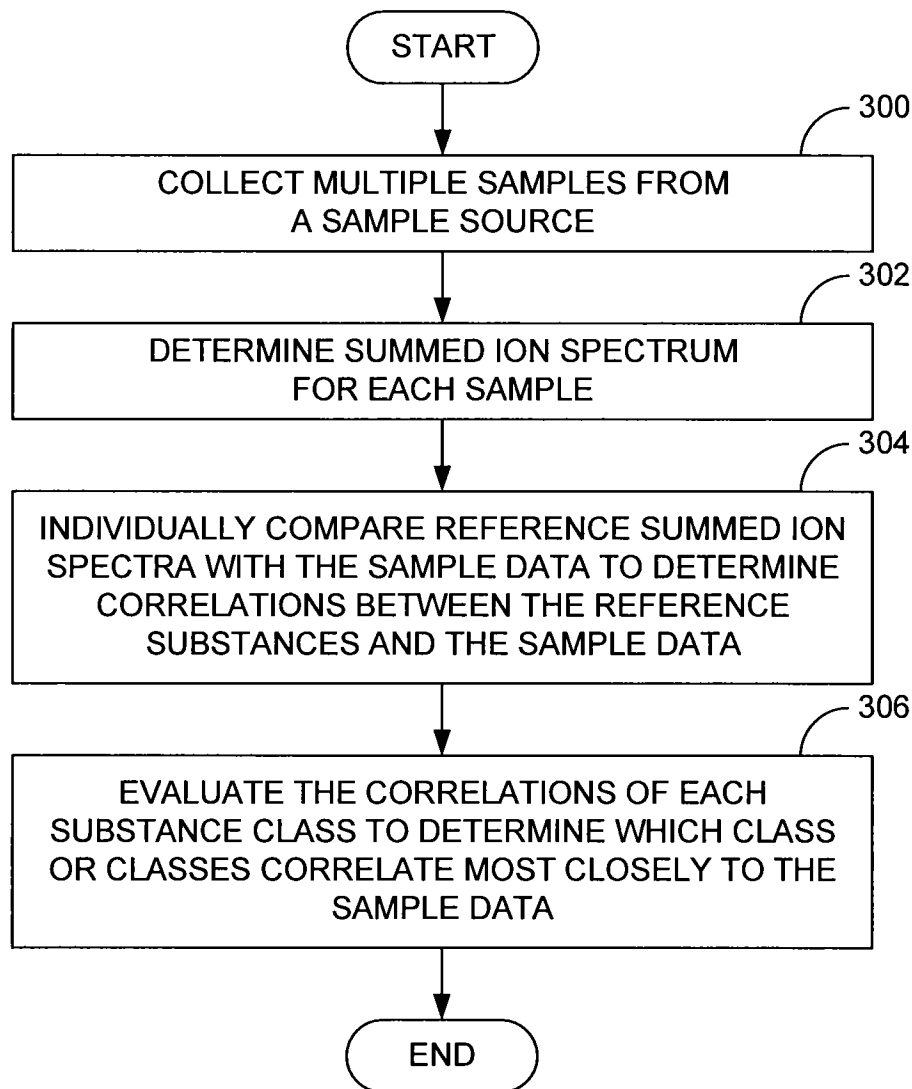 START
300
COLLECT MULTIPLE SAMPLES FROM
A SAMPLE SOURCE
302
DETERMINE SUMMED ION SPECTRUM
FOR EACH SAMPLE
304
INDIVIDUALLY COMPARE REFERENCE SUMMED ION
SPECTRA WITH THE SAMPLE DATA TO DETERMINE
CORRELATIONS BETWEEN THE REFERENCE
SUBSTANCES AND THE SAMPLE DATA
306
EVALUATE THE CORRELATIONS OF EACH
SUBSTANCE CLASS TO DETERMINE WHICH CLASS
OR CLASSES CORRELATE MOST CLOSELY TO THE
SAMPLE DATA
END